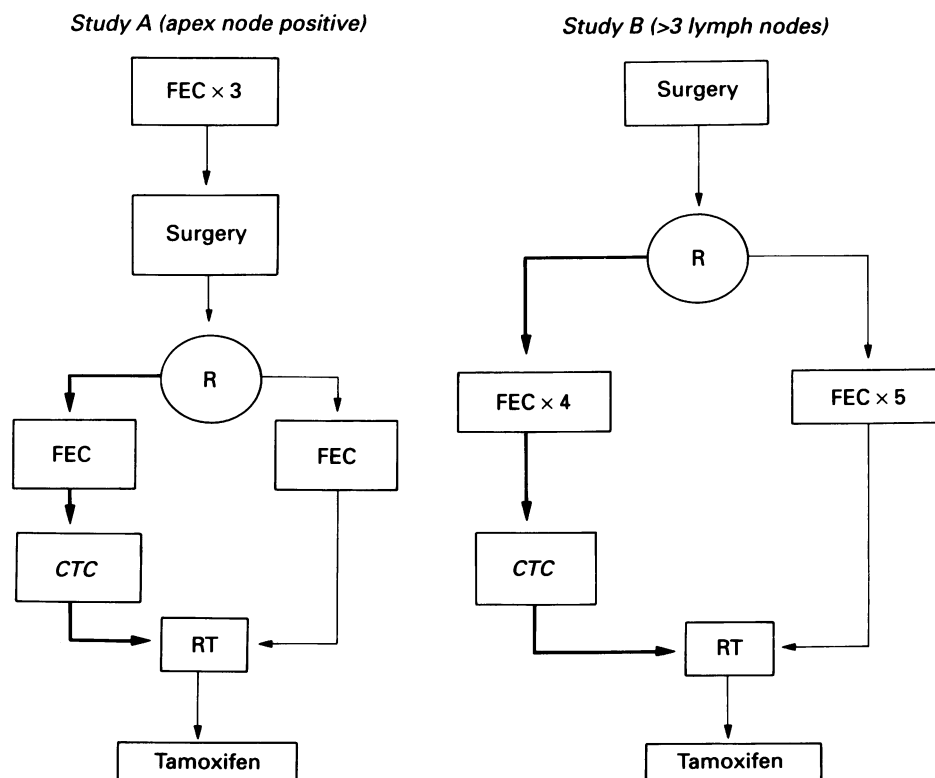 Study A (apex node positive)
FEC × 3
Surgery
R
FEC
FEC
CTC
RT
Tamoxifen
Study B (>3 lymph nodes)
Surgery
R
FEC × 4
FEC × 5
CTC
RT
Tamoxifen